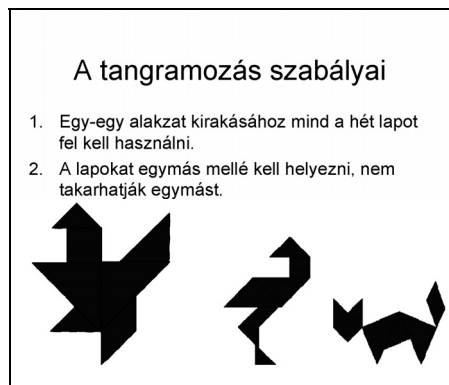 A tangramozás szabályai
1. Egy-egy alakzat kirakásához mind a hét lapot
fel kell használni.
2. A lapokat egymás mellé kell helyezni, nem
takarhatják egymást.